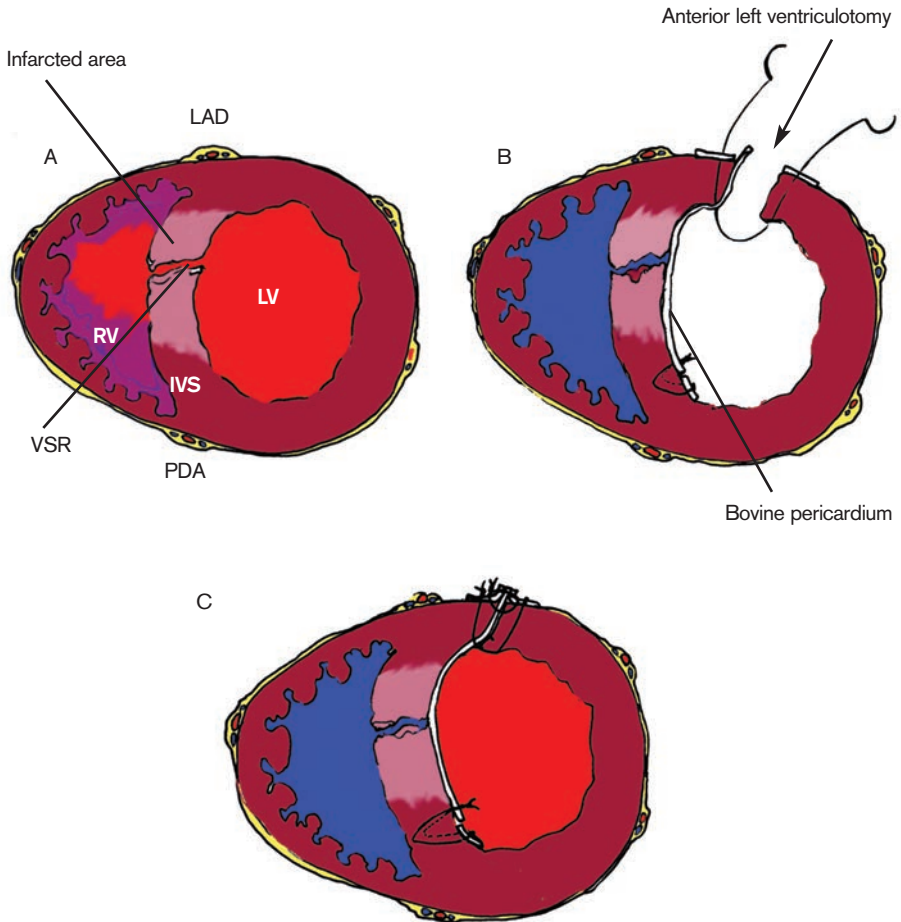 Anterior left ventriculotomy
Infarcted area
LAD
A
B
LV
RV
IVS
VSR
PDA
Bovine pericardium
C